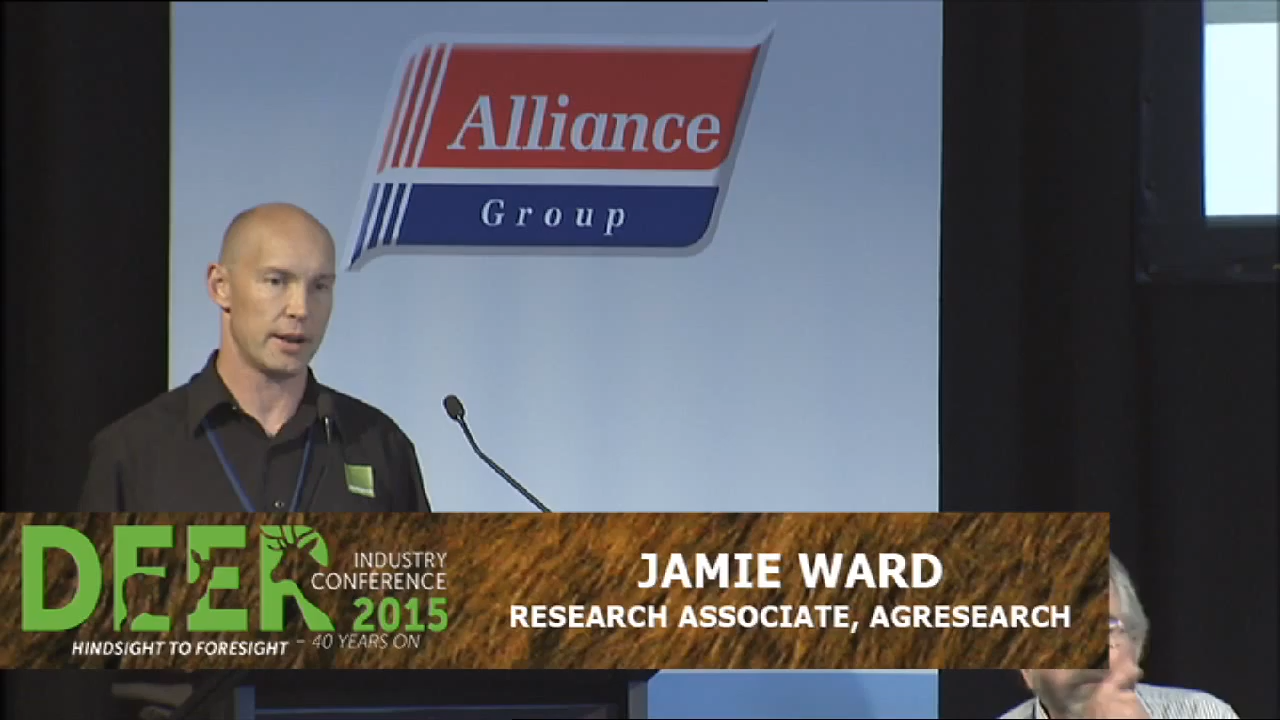 Alliance
Group
DEER
INDUSTRY
CONFERENCE
2015
HINDSIGHT TO FORESIGHT – 40 YEARS ON
JAMIE WARD
RESEARCH ASSOCIATE, AGRESEARCH